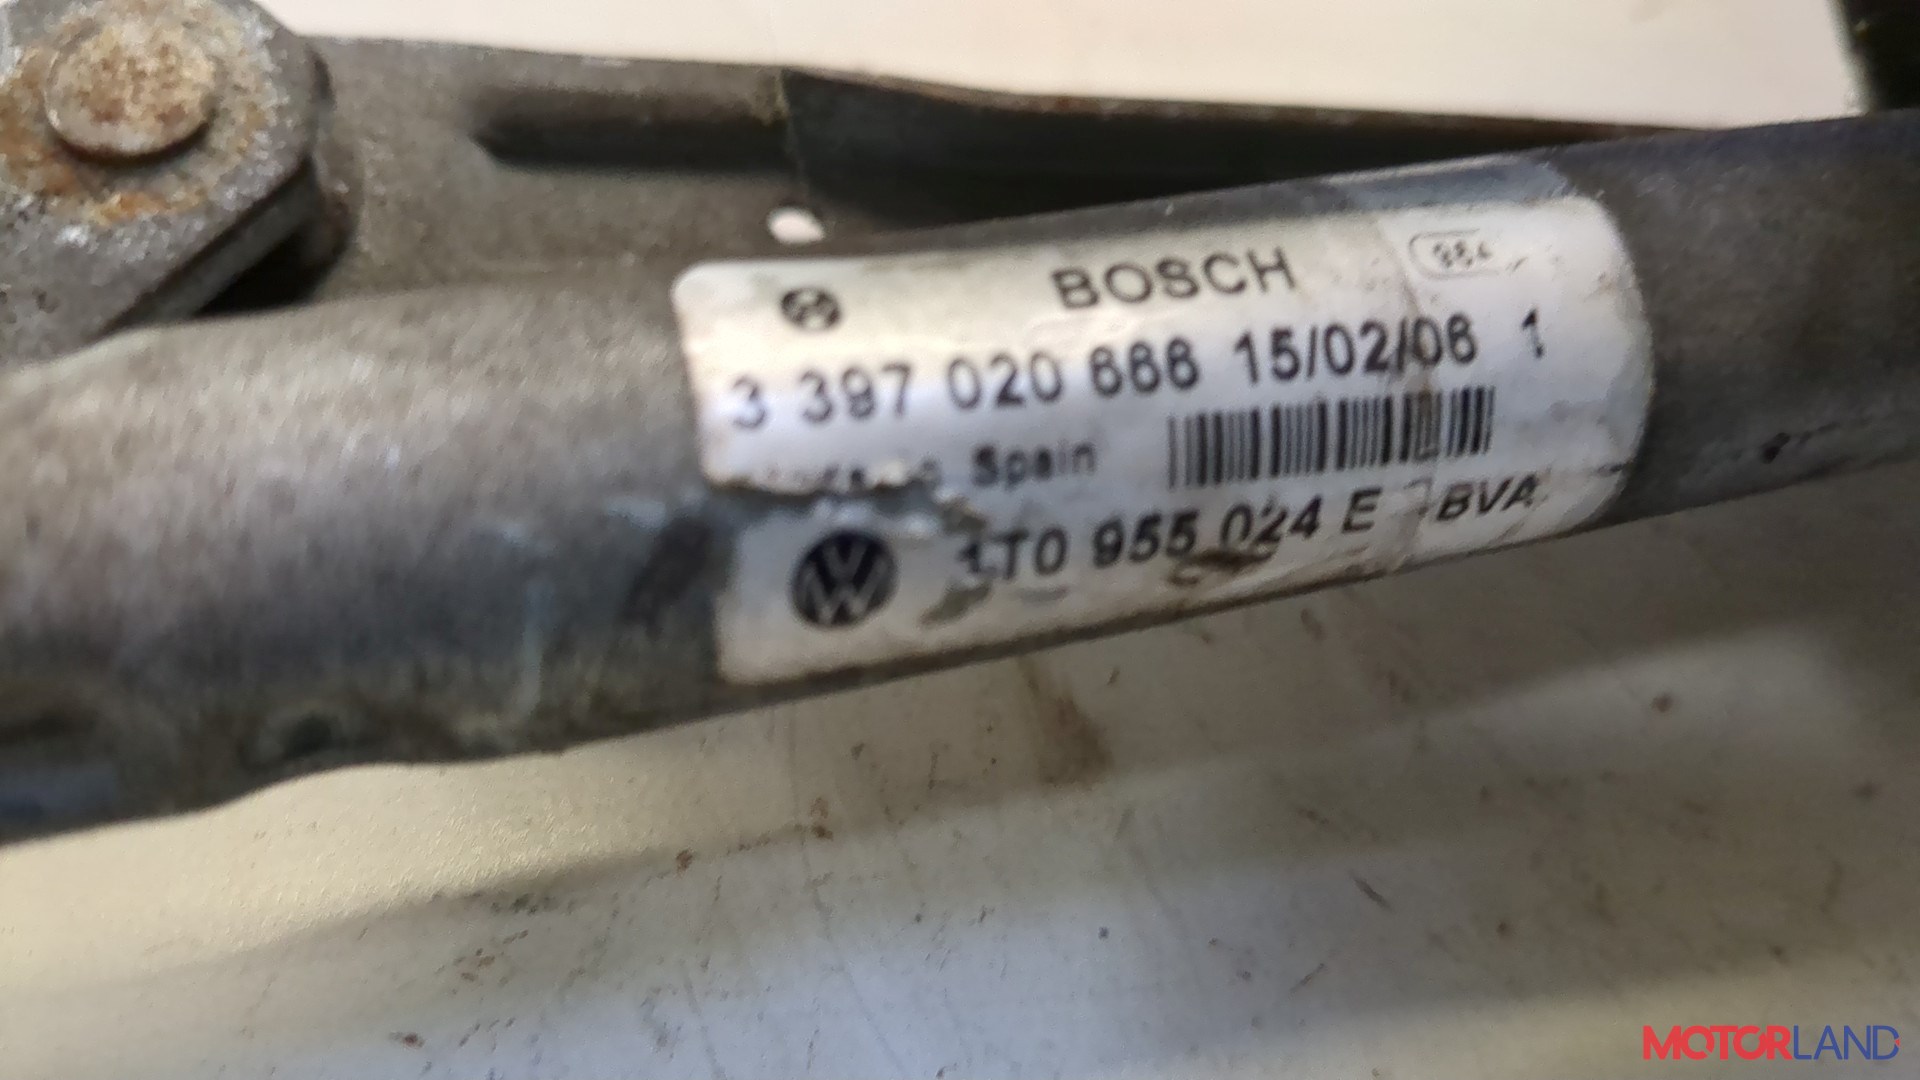 BOSCH
3 397 020 666 15/02/06 1
Spain
1T0 955 024 E BVA
MOTORLAND